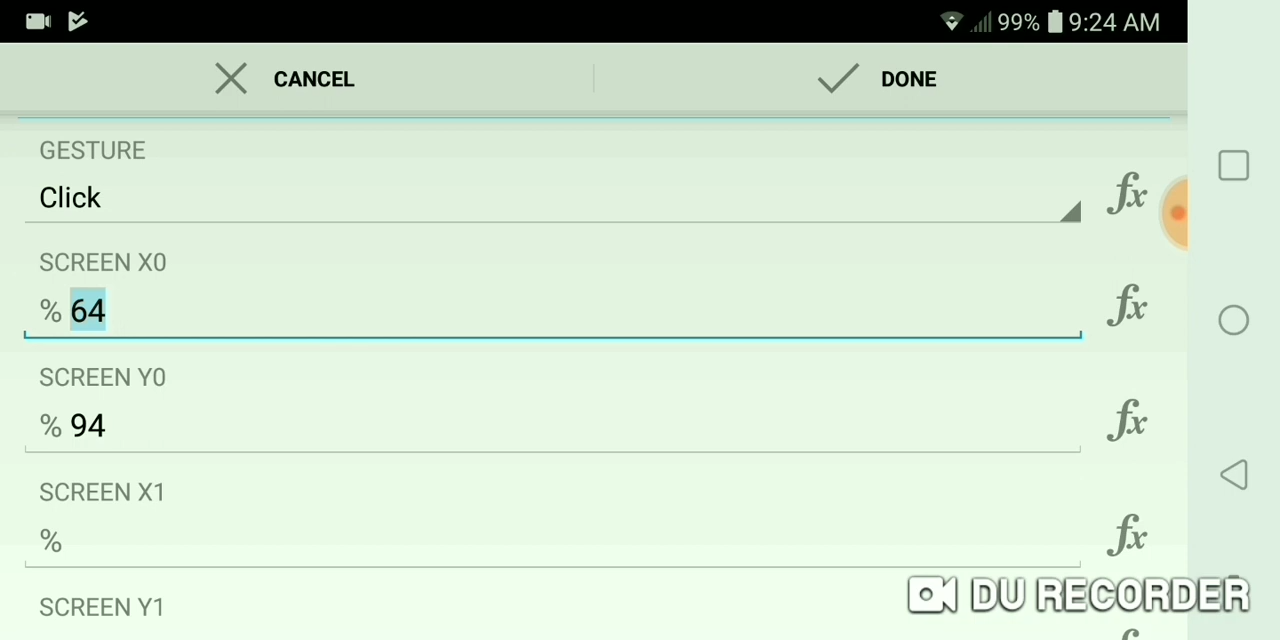 99% 9:24 AM
CANCEL DONE
GESTURE
Click fx
SCREEN X0
% 64 fx
SCREEN Y0
% 94 fx
SCREEN X1
% fx
SCREEN Y1
DU RECORDER